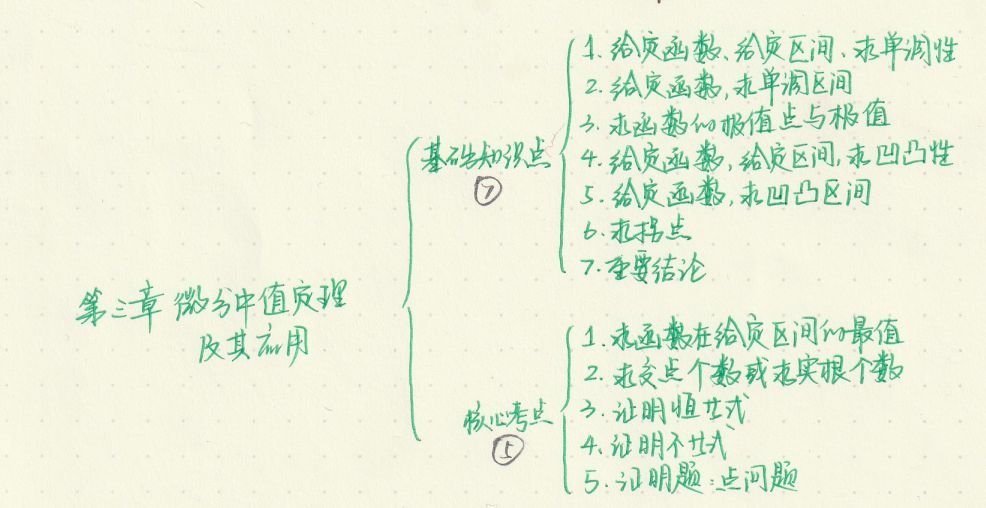 第三章 微分中值定理
及其应用
基础知识点
⑦
1. 给定函数、给定区间、求单调性
2. 给定函数,求单调区间
3. 求函数的极值点与极值
4. 给定函数,给定区间,求凹凸性
5. 给定函数,求凹凸区间
6. 求拐点
7. 重要结论
核心考点
⑤
1. 求函数在给定区间的最值
2. 求交点个数或求实根个数
3. 证明恒廿式
4. 证明不廿式
5. 证明题:点问题